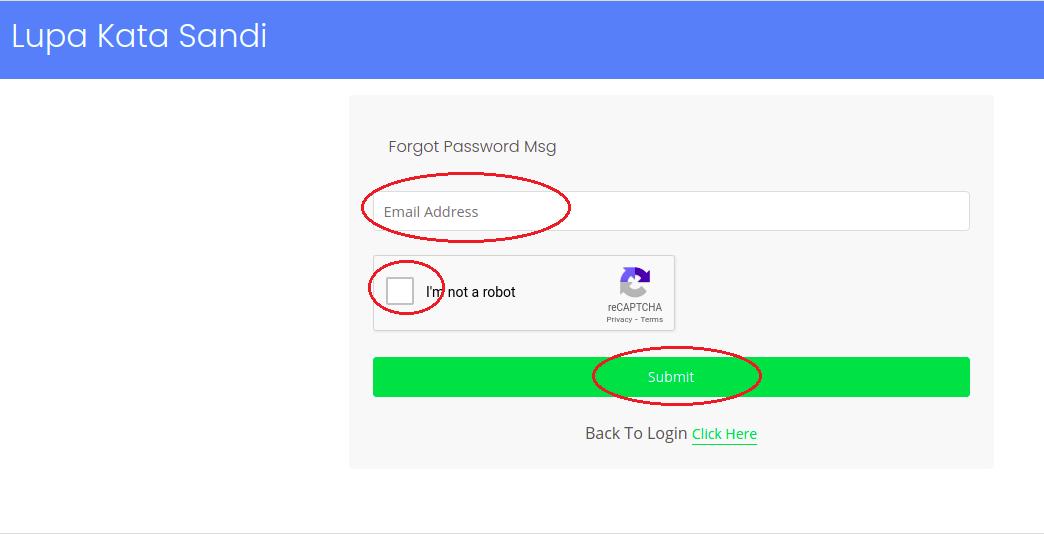 Lupa Kata Sandi
Forgot Password Msg
Email Address
I'm not a robot
reCAPTCHA
Privacy - Terms
Submit
Back To Login Click Here